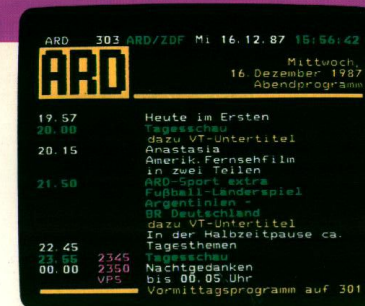 ARD 303 ARD/ZDF Mi 16.12.87 15:56:42
ARD
Mittwoch,
16. Dezember 1987
Abendprogramm
19.57 Heute im Ersten
20.00 Tagesschau
dazu VT-Untertitel
20.15 Anastasia
Amerik. Fernsehfilm
in zwei Teilen
21.50 ARD-Sport extra
Fußball-Länderspiel
Argentinien -
BR Deutschland
dazu VT-Untertitel
In der Halbzeitpause ca.
22.45 Tagesthemen
23.55 2345 Tagesschau
00.00 2350 Nachtgedanken
VPS bis 00.05 Uhr
Vormittagsprogramm auf 301